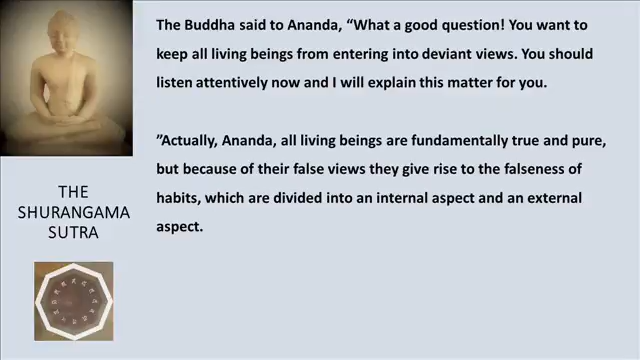 The Buddha said to Ananda, “What a good question! You want to
keep all living beings from entering into deviant views. You should
listen attentively now and I will explain this matter for you.
”Actually, Ananda, all living beings are fundamentally true and pure,
but because of their false views they give rise to the falseness of
habits, which are divided into an internal aspect and an external
aspect.
THE
SHURANGAMA
SUTRA